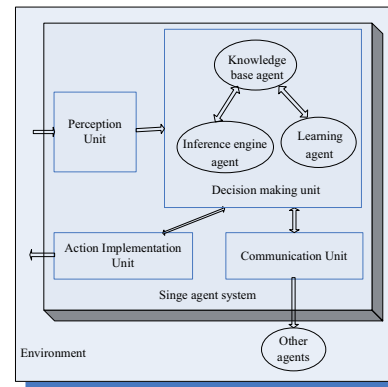 Knowledge
base agent
Perception
Unit
Inference engine
agent
Learning
agent
Decision making unit
Action Implementation
Unit
Communication Unit
Singe agent system
Environment
Other
agents